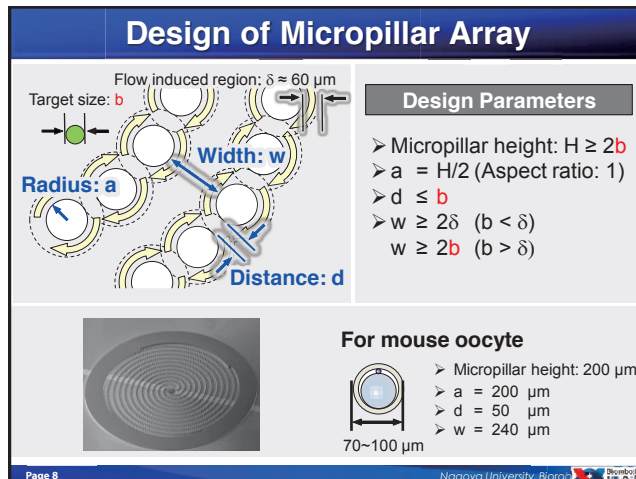 Design of Micropillar Array
Flow induced region: δ ≈ 60 μm
Target size: b
Width: w
Radius: a
Distance: d
Design Parameters
➢ Micropillar height: H ≥ 2b
➢ a = H/2 (Aspect ratio: 1)
➢ d ≤ b
➢ w ≥ 2δ (b < δ)
w ≥ 2b (b > δ)
For mouse oocyte
➢ Micropillar height: 200 μm
➢ a = 200 μm
➢ d = 50 μm
➢ w = 240 μm
70~100 μm
Page 8
Nagoya University, Biorob